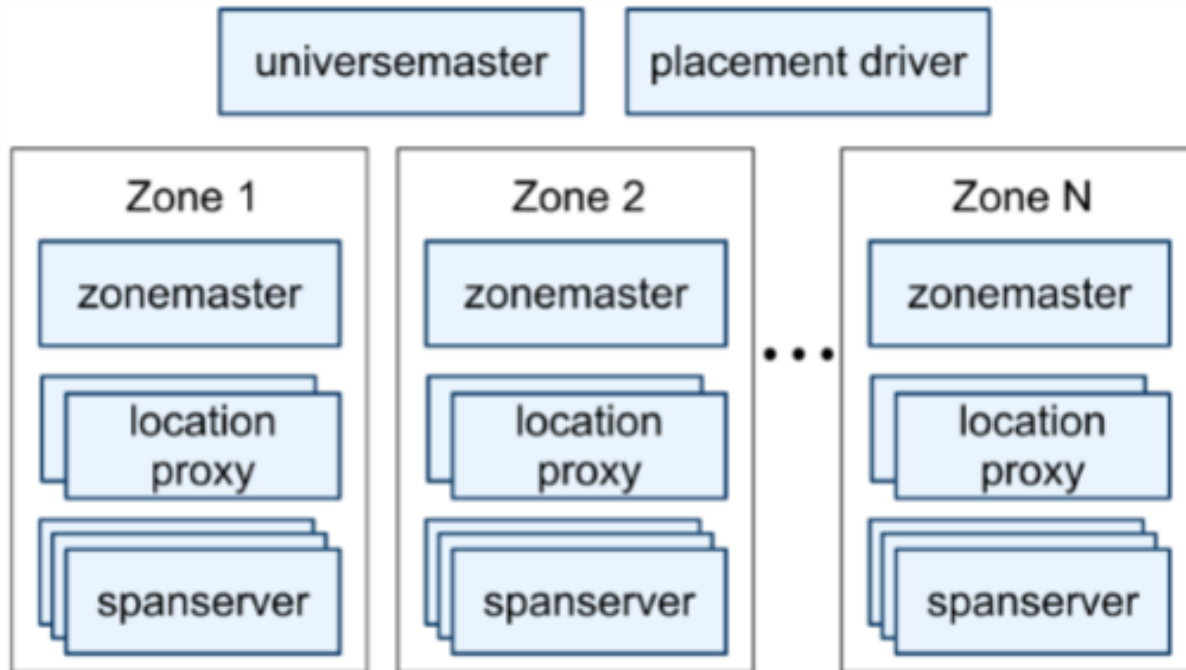 universemaster
placement driver
Zone 1
zonemaster
location
proxy
spanserver
Zone 2
zonemaster
location
proxy
spanserver
...
Zone N
zonemaster
location
proxy
spanserver